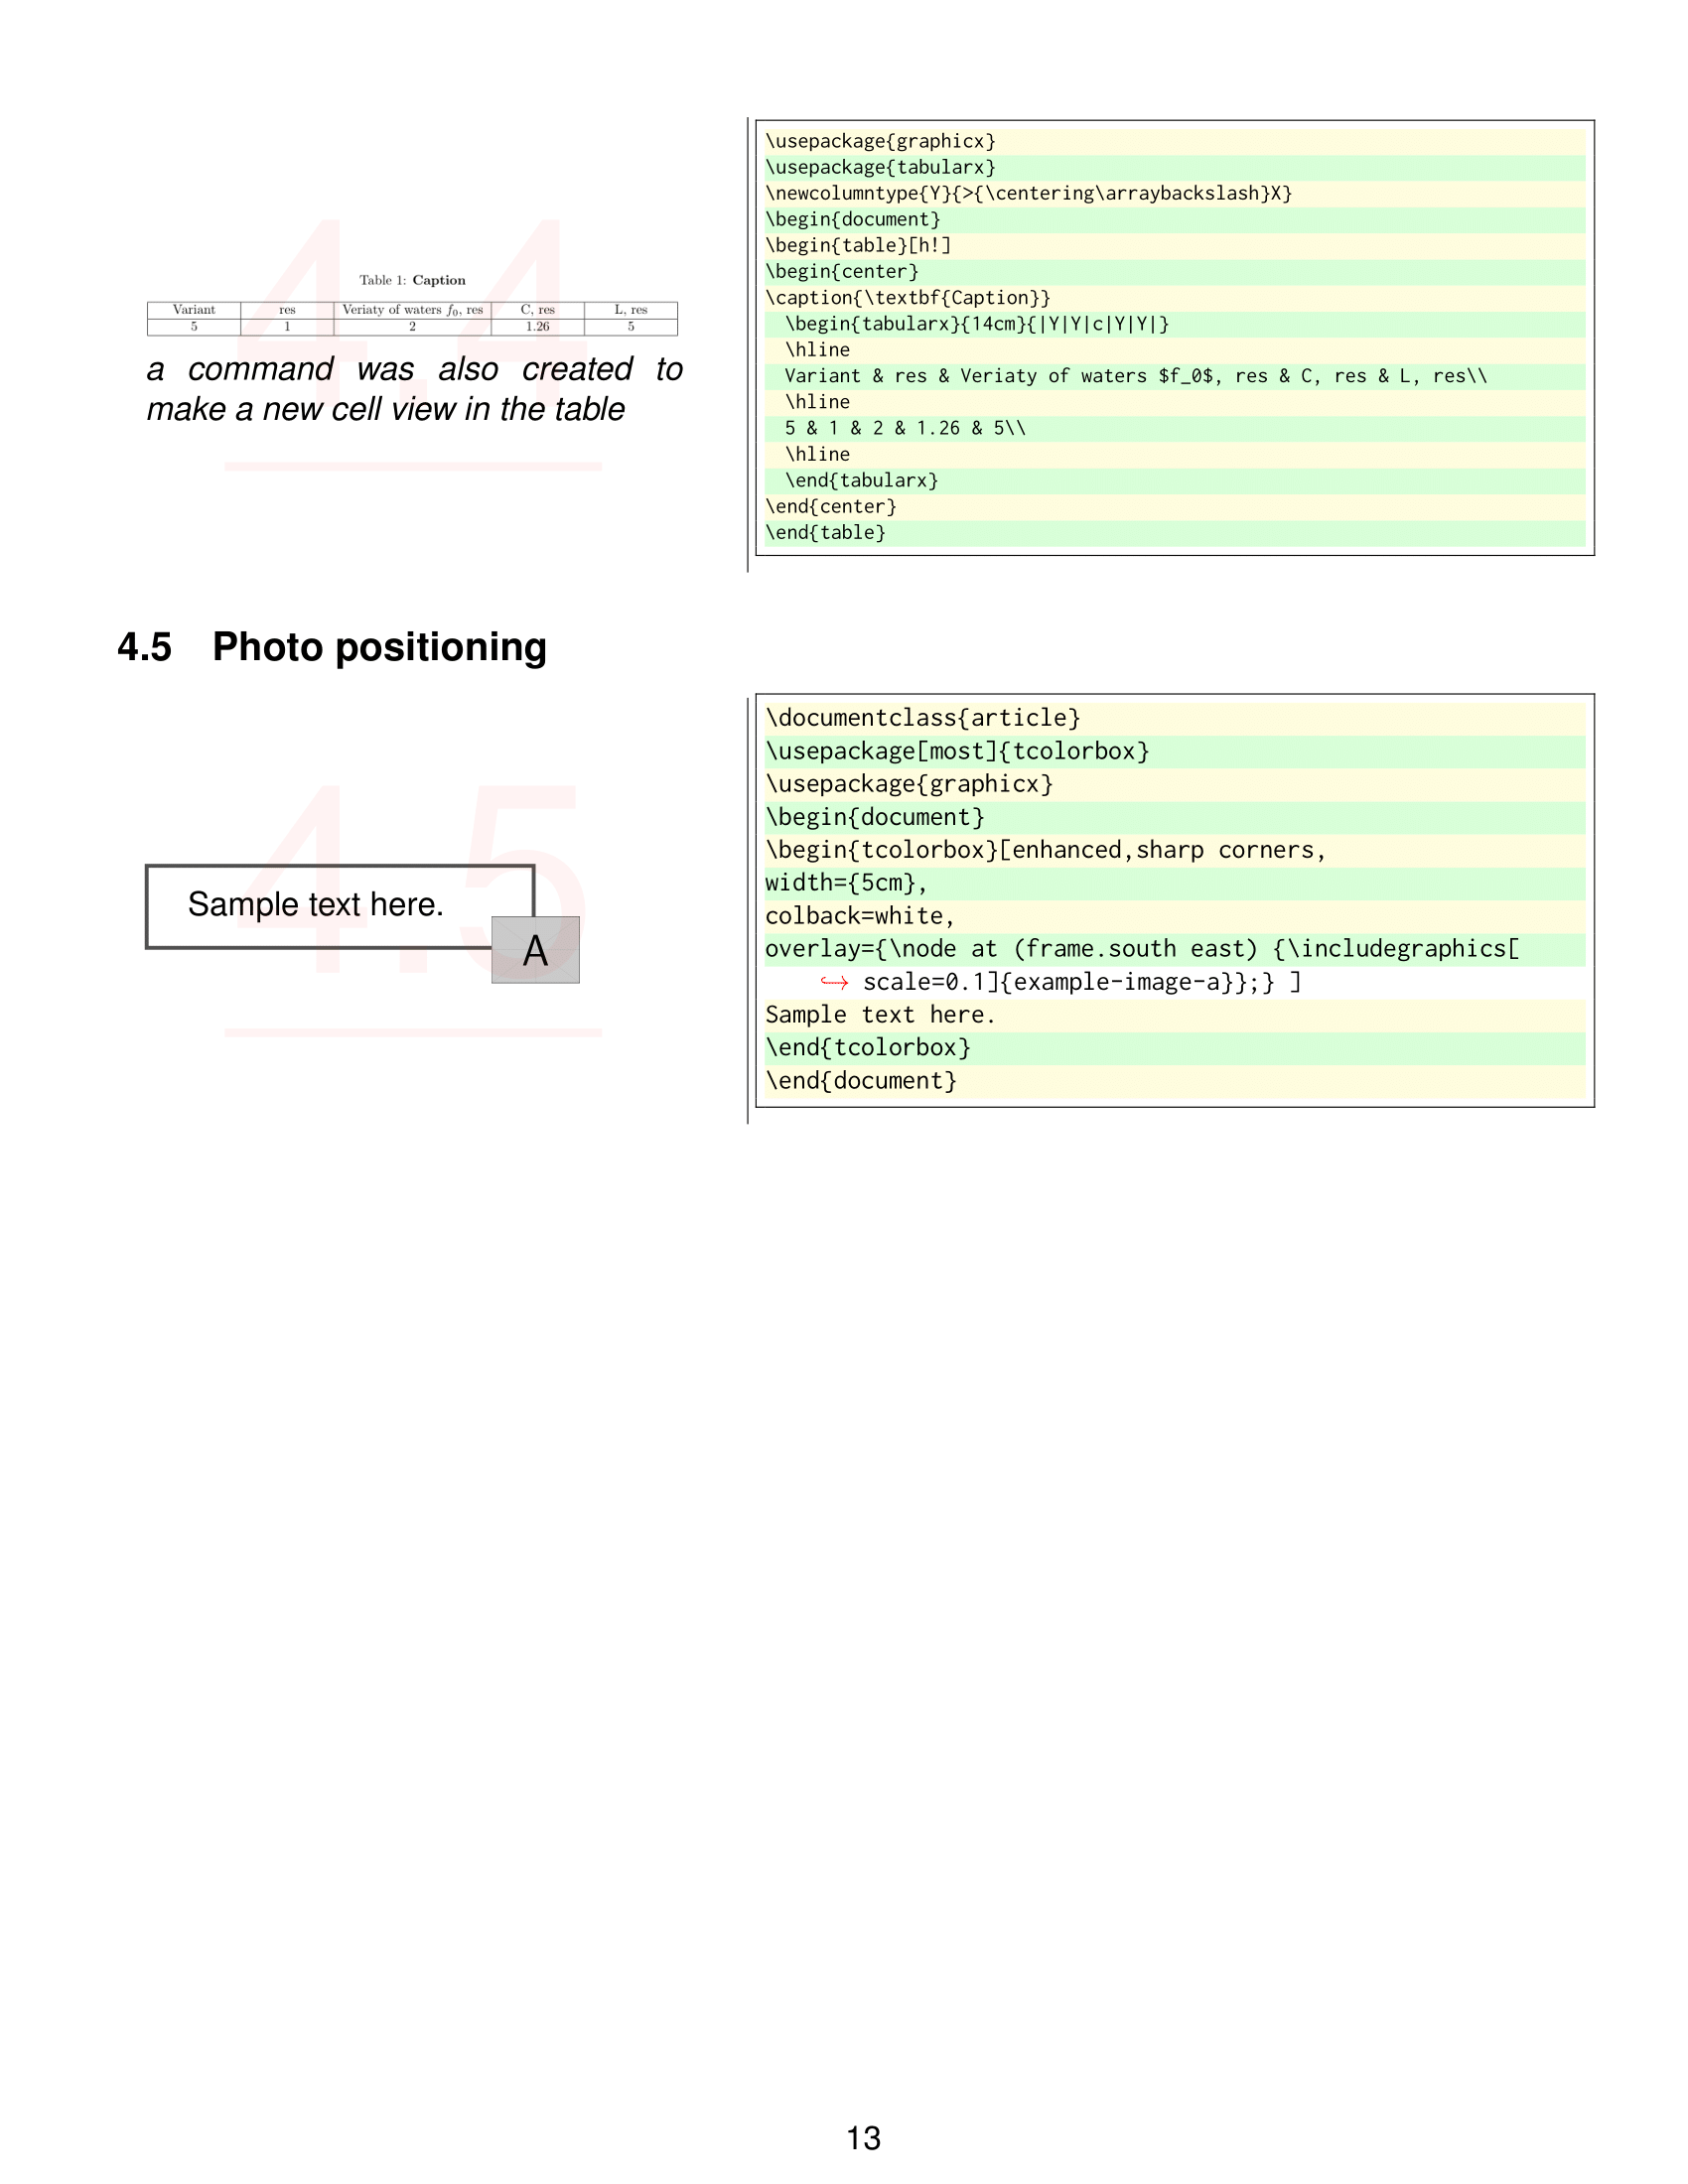 4.4
Table 1: Caption
Variant res Veriaty of waters f0, res C, res L, res
5 1 2 1.26 5
a command was also created to
make a new cell view in the table
\usepackage{graphicx}
\usepackage{tabularx}
\newcolumntype{Y}{>{\centering\arraybackslash}X}
\begin{document}
\begin{table}[h!]
\begin{center}
\caption{\textbf{Caption}}
\begin{tabularx}{14cm}{|Y|Y|c|Y|Y|}
\hline
Variant & res & Veriaty of waters $f_0$, res & C, res & L, res\\
\hline
5 & 1 & 2 & 1.26 & 5\\
\hline
\end{tabularx}
\end{center}
\end{table}
4.5 Photo positioning
4.5
Sample text here.
A
\documentclass{article}
\usepackage[most]{tcolorbox}
\usepackage{graphicx}
\begin{document}
\begin{tcolorbox}[enhanced,sharp corners,
width={5cm},
colback=white,
overlay={\node at (frame.south east) {\includegraphics[
↪ scale=0.1]{example-image-a}};} ]
Sample text here.
\end{tcolorbox}
\end{document}
13